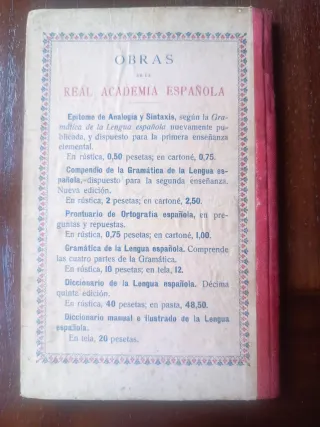 OBRAS
DE LA
REAL ACADEMIA ESPAÑOLA
Epítome de Analogía y Sintaxis, según la Gra-
mática de la Lengua española nuevamente pu-
blicada, y dispuesto para la primera enseñanza
elemental.
En rústica, 0,50 pesetas; en cartoné, 0,75.
Compendio de la Gramática de la Lengua es-
pañola, dispuesto para la segunda enseñanza.
Nueva edición.
En rústica, 2 pesetas; en cartoné, 2,50.
Prontuario de Ortografía española, en pre-
guntas y repuestas.
En rústica, 0,75 pesetas; en cartoné, 1,00.
Gramática de la Lengua española. Comprende
las cuatro partes de la Gramática.
En rústica, 10 pesetas; en tela, 12.
Diccionario de la Lengua española. Décima
quinta edición.
En rústica, 40 pesetas; en pasta, 48,50.
Diccionario manual e ilustrado de la Lengua
española.
En tela, 20 pesetas.